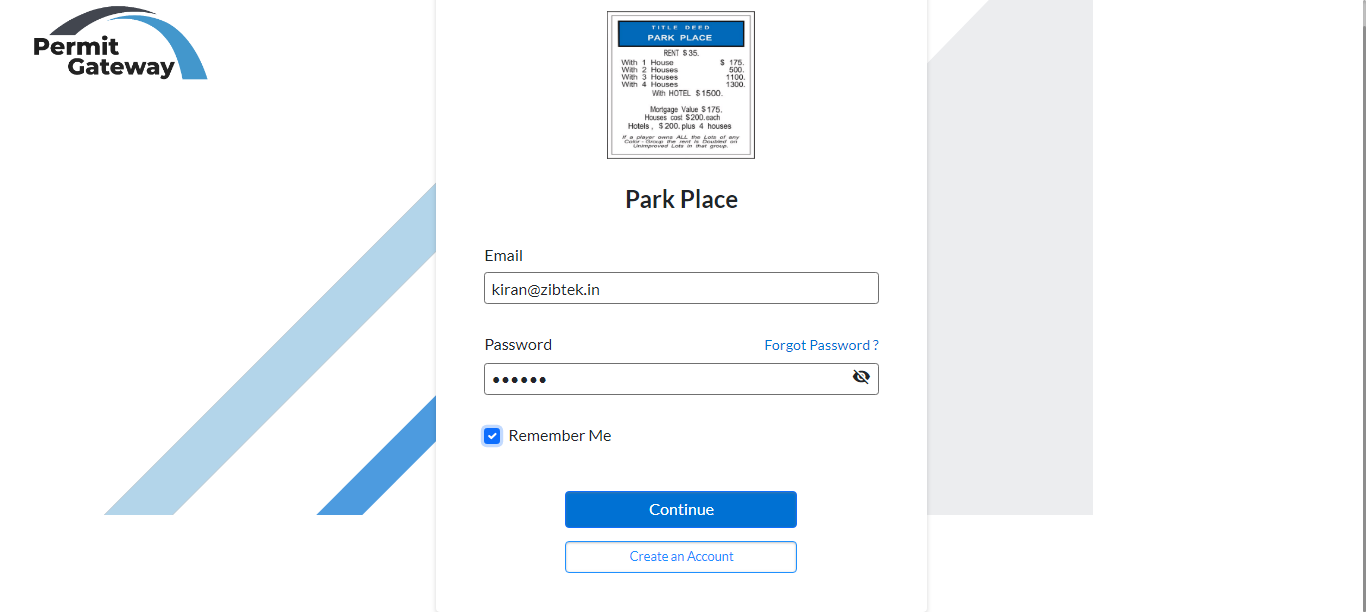 Permit
Gateway
TITLE DEED
PARK PLACE
RENT $35.
With 1 House $ 175.
With 2 Houses 500.
With 3 Houses 1100.
With 4 Houses 1300.
With HOTEL $1500.
Mortgage Value $175.
Houses cost $200.each
Hotels, $200.plus 4 houses
If a player owns ALL the Lots of any
Color-Group the rent is Doubled on
Unimproved Lots in that group.
Park Place
Email
kiran@zibtek.in
Password Forgot Password ?
Remember Me
Continue
Create an Account